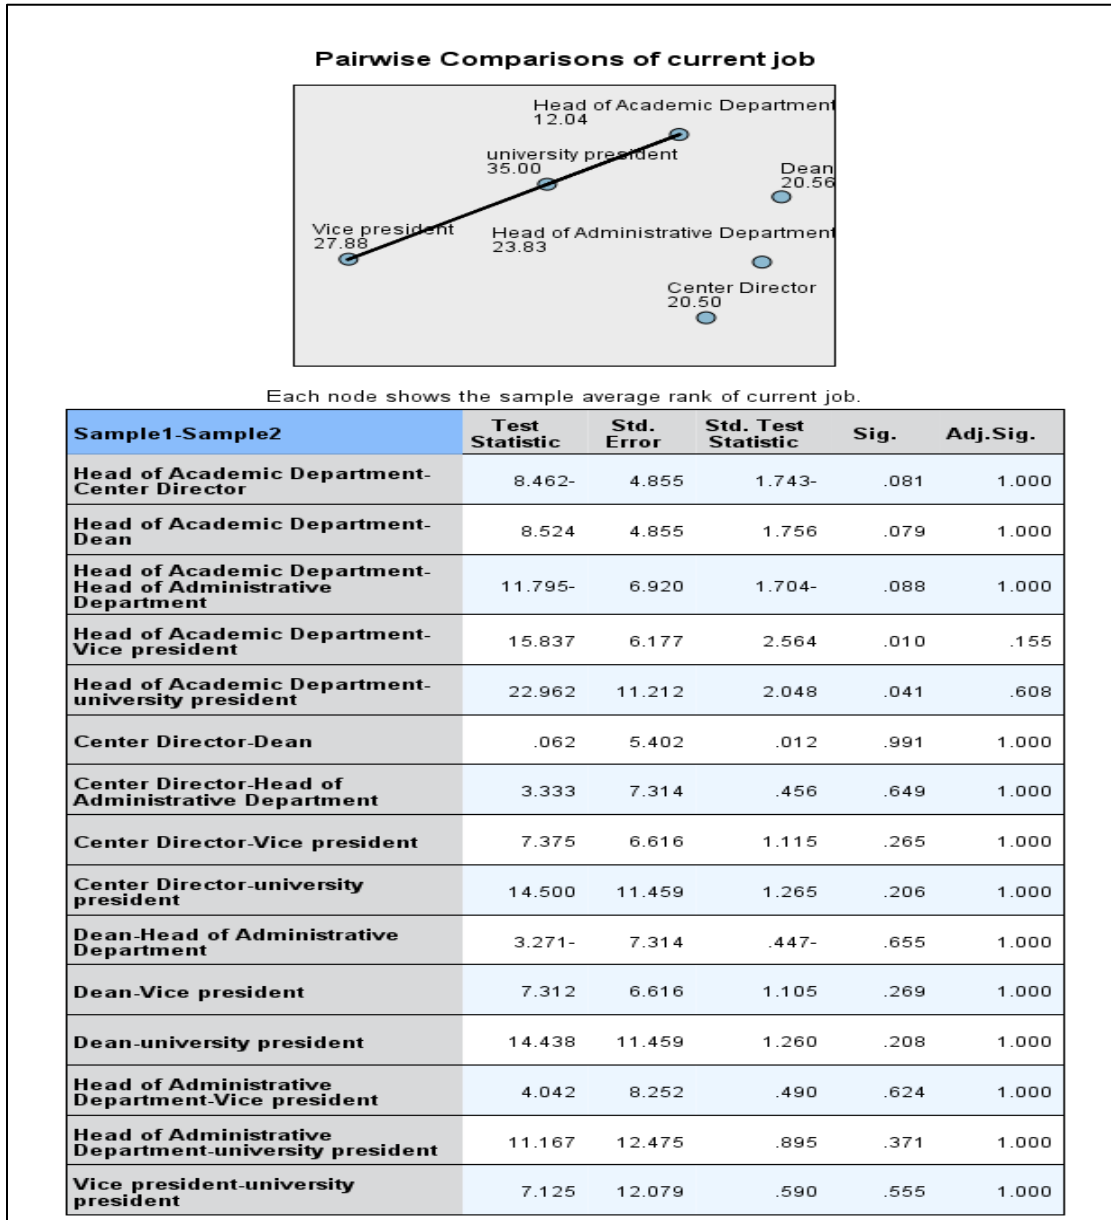 Pairwise Comparisons of current job
Head of Academic Department
12.04
university president
35.00
Dean
20.56
Vice president
27.88
Head of Administrative Department
23.83
Center Director
20.50
Each node shows the sample average rank of current job.
Sample1-Sample2 Test Statistic Std. Error Std. Test Statistic Sig. Adj.Sig.
Head of Academic Department-
Center Director 8.462- 4.855 1.743- .081 1.000
Head of Academic Department-
Dean 8.524 4.855 1.756 .079 1.000
Head of Academic Department-
Head of Administrative
Department 11.795- 6.920 1.704- .088 1.000
Head of Academic Department-
Vice president 15.837 6.177 2.564 .010 .155
Head of Academic Department-
university president 22.962 11.212 2.048 .041 .608
Center Director-Dean .062 5.402 .012 .991 1.000
Center Director-Head of
Administrative Department 3.333 7.314 .456 .649 1.000
Center Director-Vice president 7.375 6.616 1.115 .265 1.000
Center Director-university
president 14.500 11.459 1.265 .206 1.000
Dean-Head of Administrative
Department 3.271- 7.314 .447- .655 1.000
Dean-Vice president 7.312 6.616 1.105 .269 1.000
Dean-university president 14.438 11.459 1.260 .208 1.000
Head of Administrative
Department-Vice president 4.042 8.252 .490 .624 1.000
Head of Administrative
Department-university president 11.167 12.475 .895 .371 1.000
Vice president-university
president 7.125 12.079 .590 .555 1.000